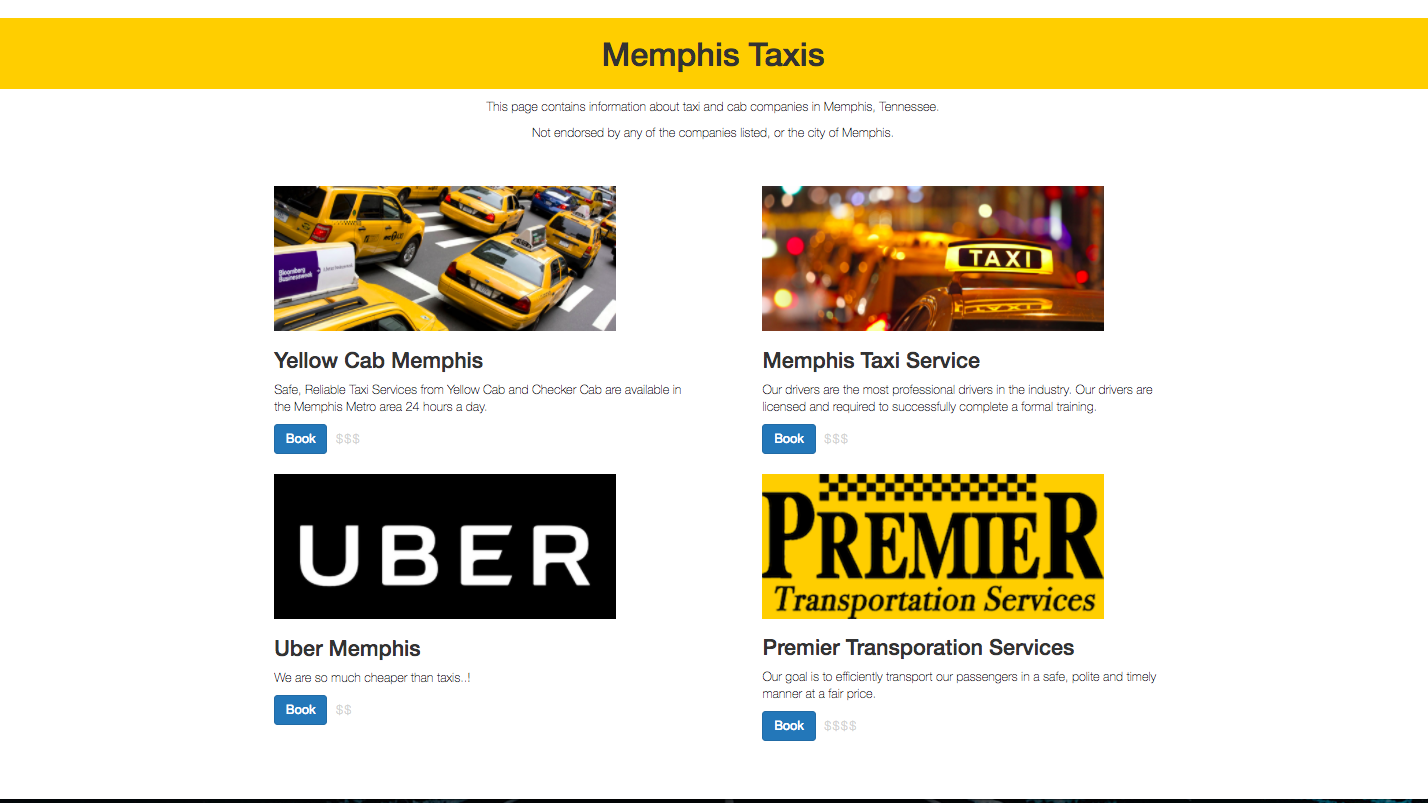 Memphis Taxis
This page contains information about taxi and cab companies in Memphis, Tennessee.
Not endorsed by any of the companies listed, or the city of Memphis.
Bloomberg
Businessweek
TAXI
Yellow Cab Memphis
Safe, Reliable Taxi Services from Yellow Cab and Checker Cab are available in
the Memphis Metro area 24 hours a day.
Book $$$
Memphis Taxi Service
Our drivers are the most professional drivers in the industry. Our drivers are
licensed and required to successfully complete a formal training.
Book $$$
UBER
Uber Memphis
We are so much cheaper than taxis..!
Book $$
PREMIER
Transportation Services
Premier Transporation Services
Our goal is to efficiently transport our passengers in a safe, polite and timely
manner at a fair price.
Book $$$$